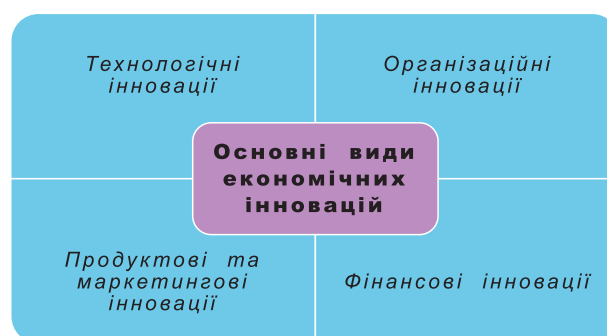 Технологічні
інновації
Організаційні
інновації
Основні види
економічних
інновацій
Продуктові та
маркетингові
інновації
Фінансові інновації